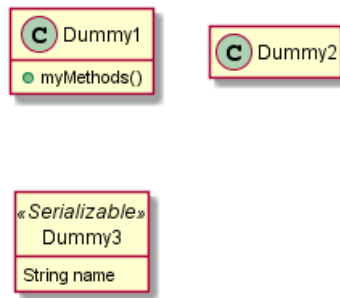 C Dummy1
myMethods()
C Dummy2
«Serializable»
Dummy3
String name